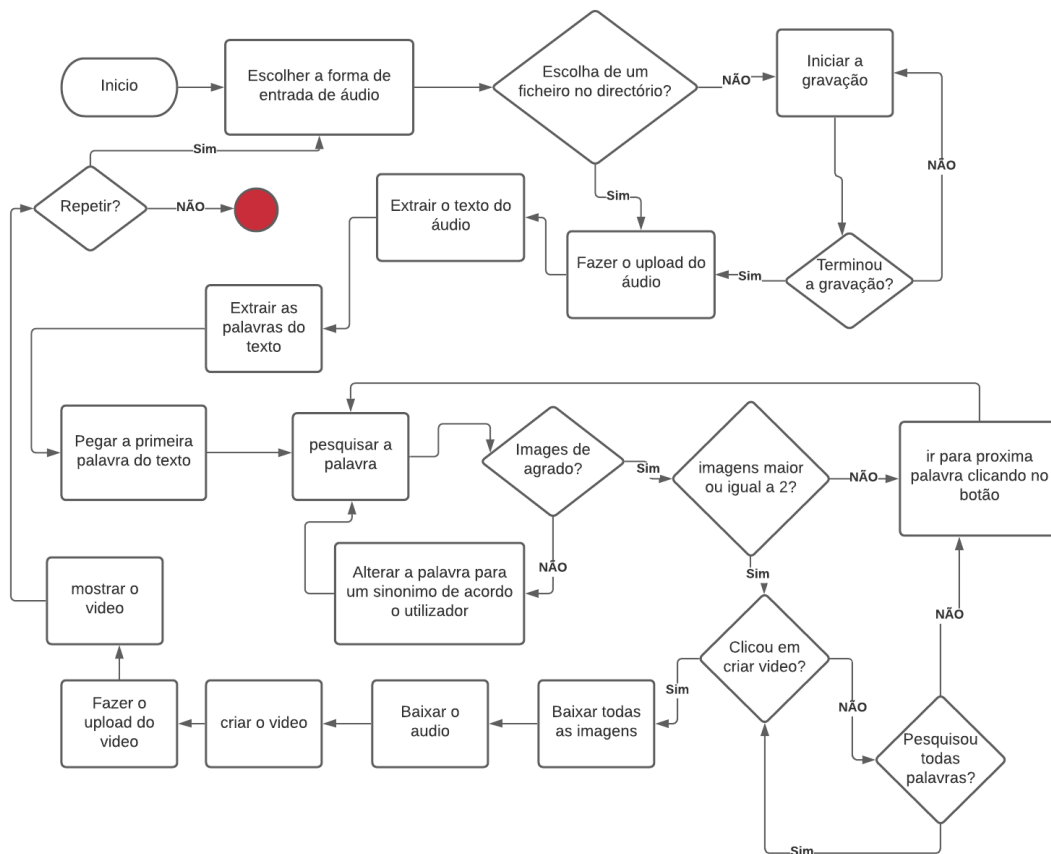 Inicio
Escolher a forma de
entrada de áudio
Escolha de um
ficheiro no directório?
NÃO
Iniciar a
gravação
Sim
NÃO
Repetir?
NÃO
Extrair o texto do
áudio
Sim
Fazer o upload do
áudio
Sim
Terminou
a gravação?
Extrair as
palavras do
texto
Pegar a primeira
palavra do texto
pesquisar a
palavra
Images de
agrado?
Sim
imagens maior
ou igual a 2?
NÃO
ir para proxima
palavra clicando no
botão
NÃO
Alterar a palavra para
um sinonimo de acordo
o utilizador
Sim
mostrar o
video
Clicou em
criar video?
NÃO
Fazer o
upload do
video
criar o video
Baixar o
audio
Baixar todas
as imagens
Sim
NÃO
Pesquisou
todas
palavras?
Sim